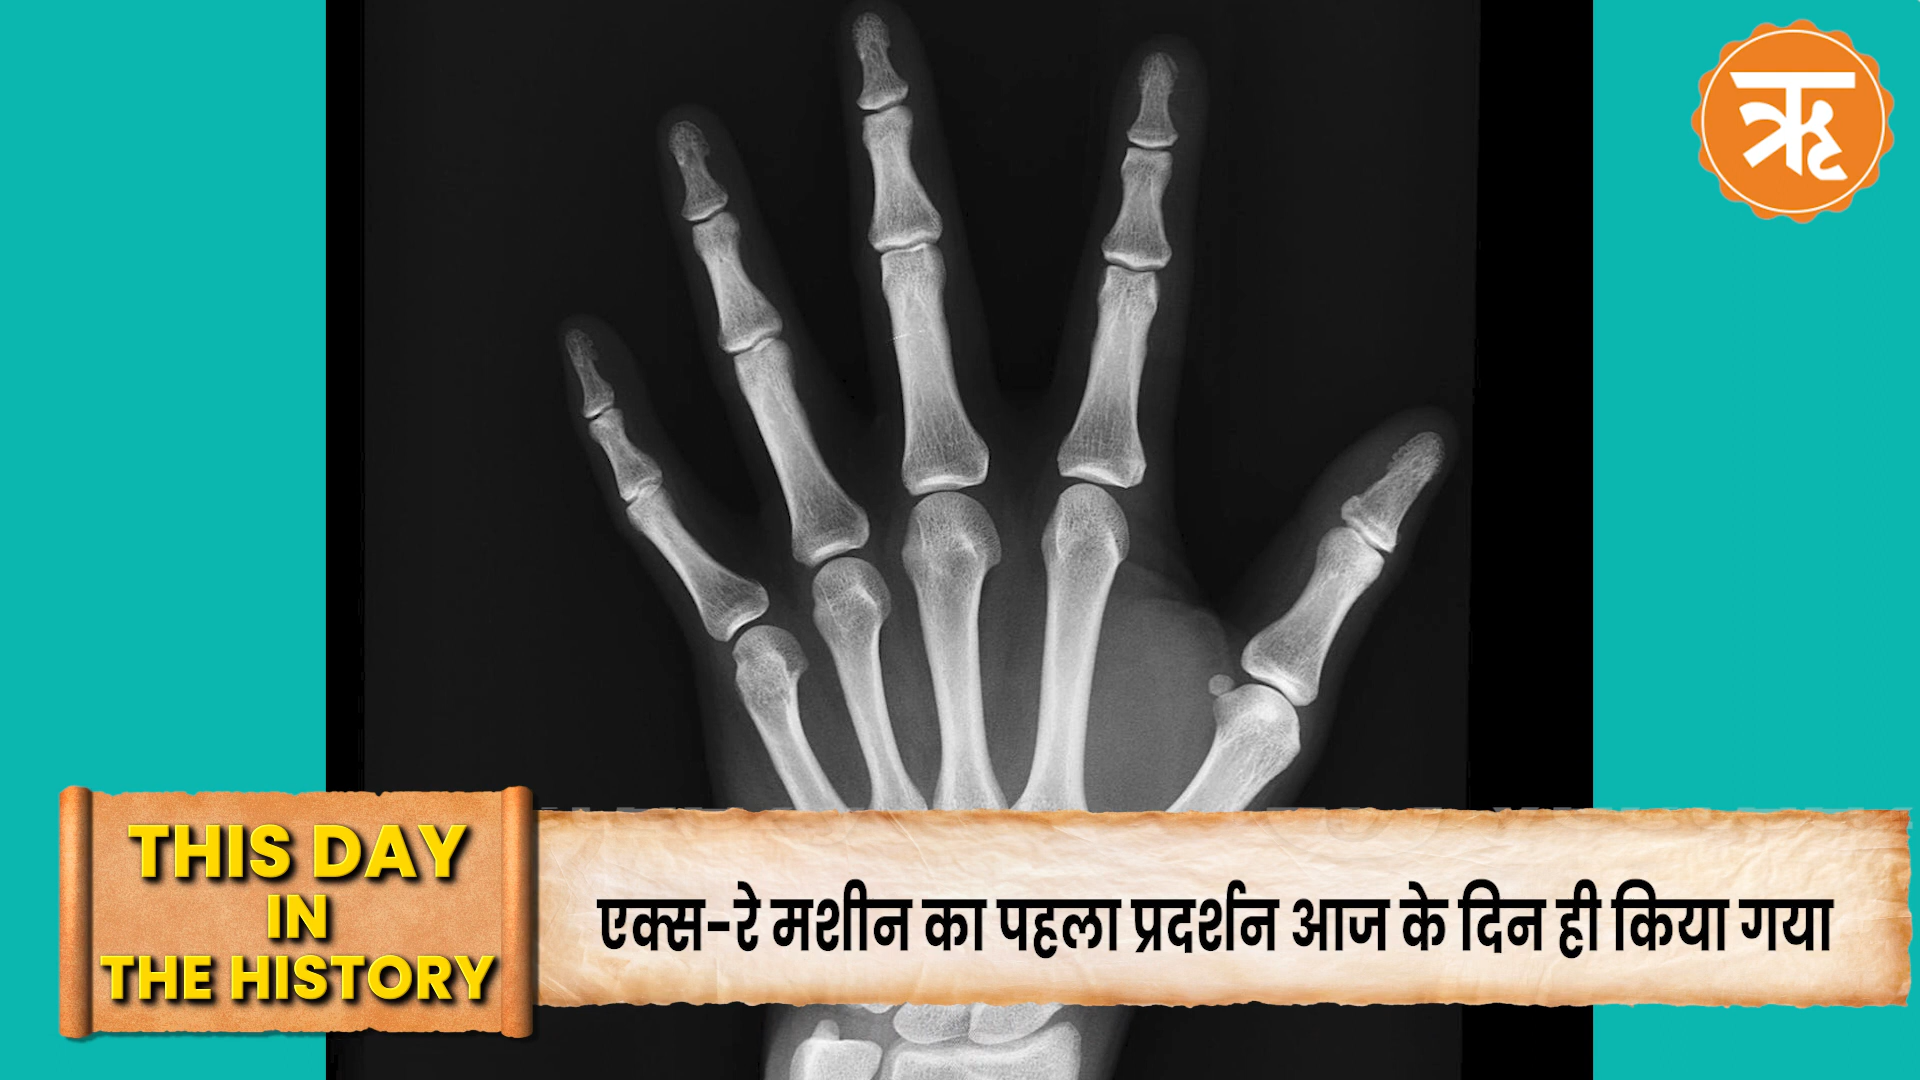 ऋ
THIS DAY
IN
THE HISTORY
एक्स-रे मशीन का पहला प्रदर्शन आज के दिन ही किया गया